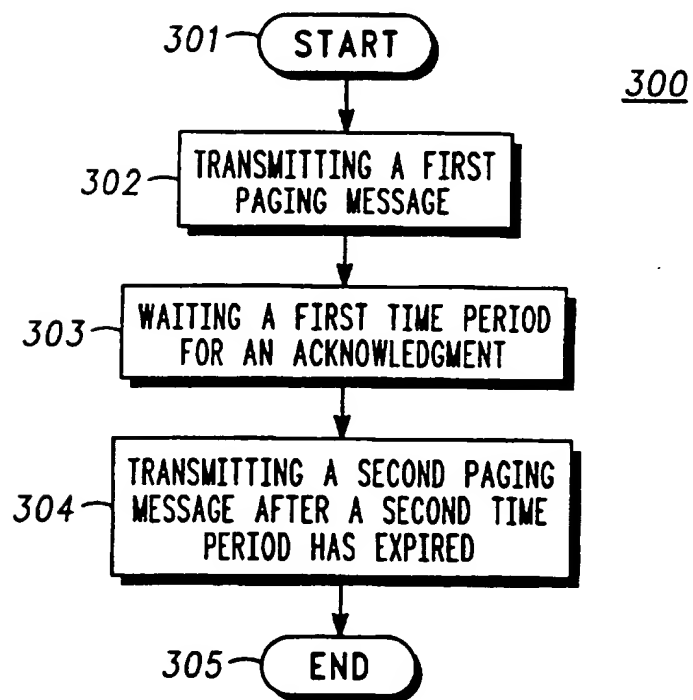 301 START
300
302 TRANSMITTING A FIRST
PAGING MESSAGE
303 WAITING A FIRST TIME PERIOD
FOR AN ACKNOWLEDGMENT
304 TRANSMITTING A SECOND PAGING
MESSAGE AFTER A SECOND TIME
PERIOD HAS EXPIRED
305 END